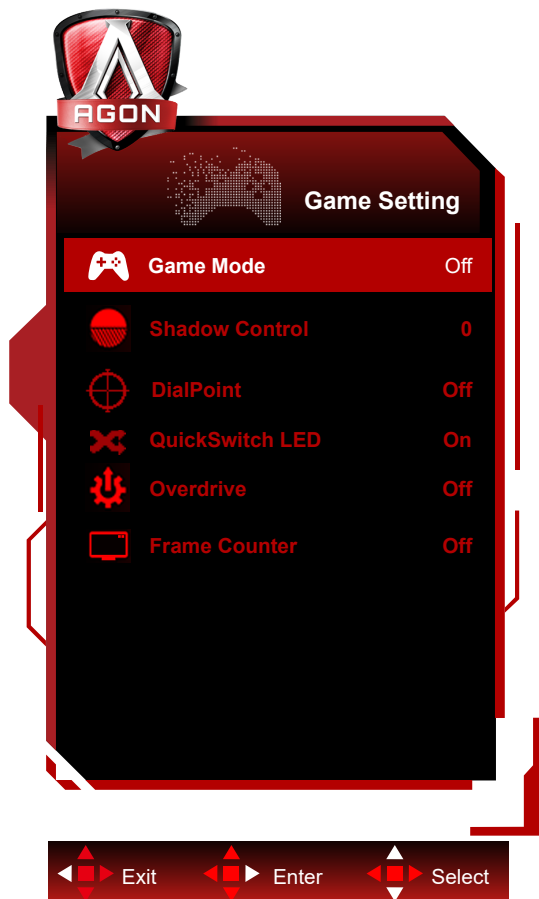 AGON
Game Setting
Game Mode Off
Shadow Control 0
DialPoint Off
QuickSwitch LED On
Overdrive Off
Frame Counter Off
Exit Enter Select